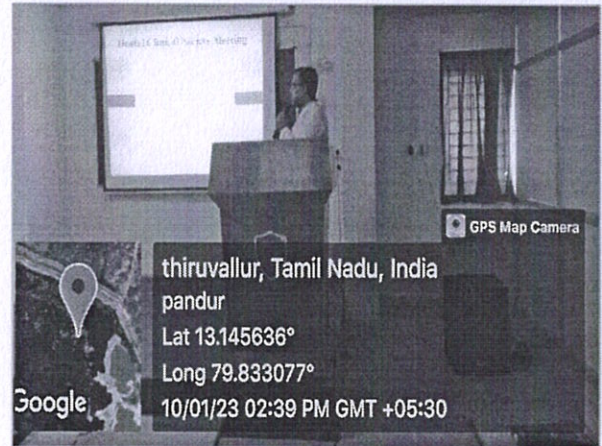 GPS Map Camera
thiruvallur, Tamil Nadu, India
pandur
Lat 13.145636°
Long 79.833077°
10/01/23 02:39 PM GMT +05:30
Google